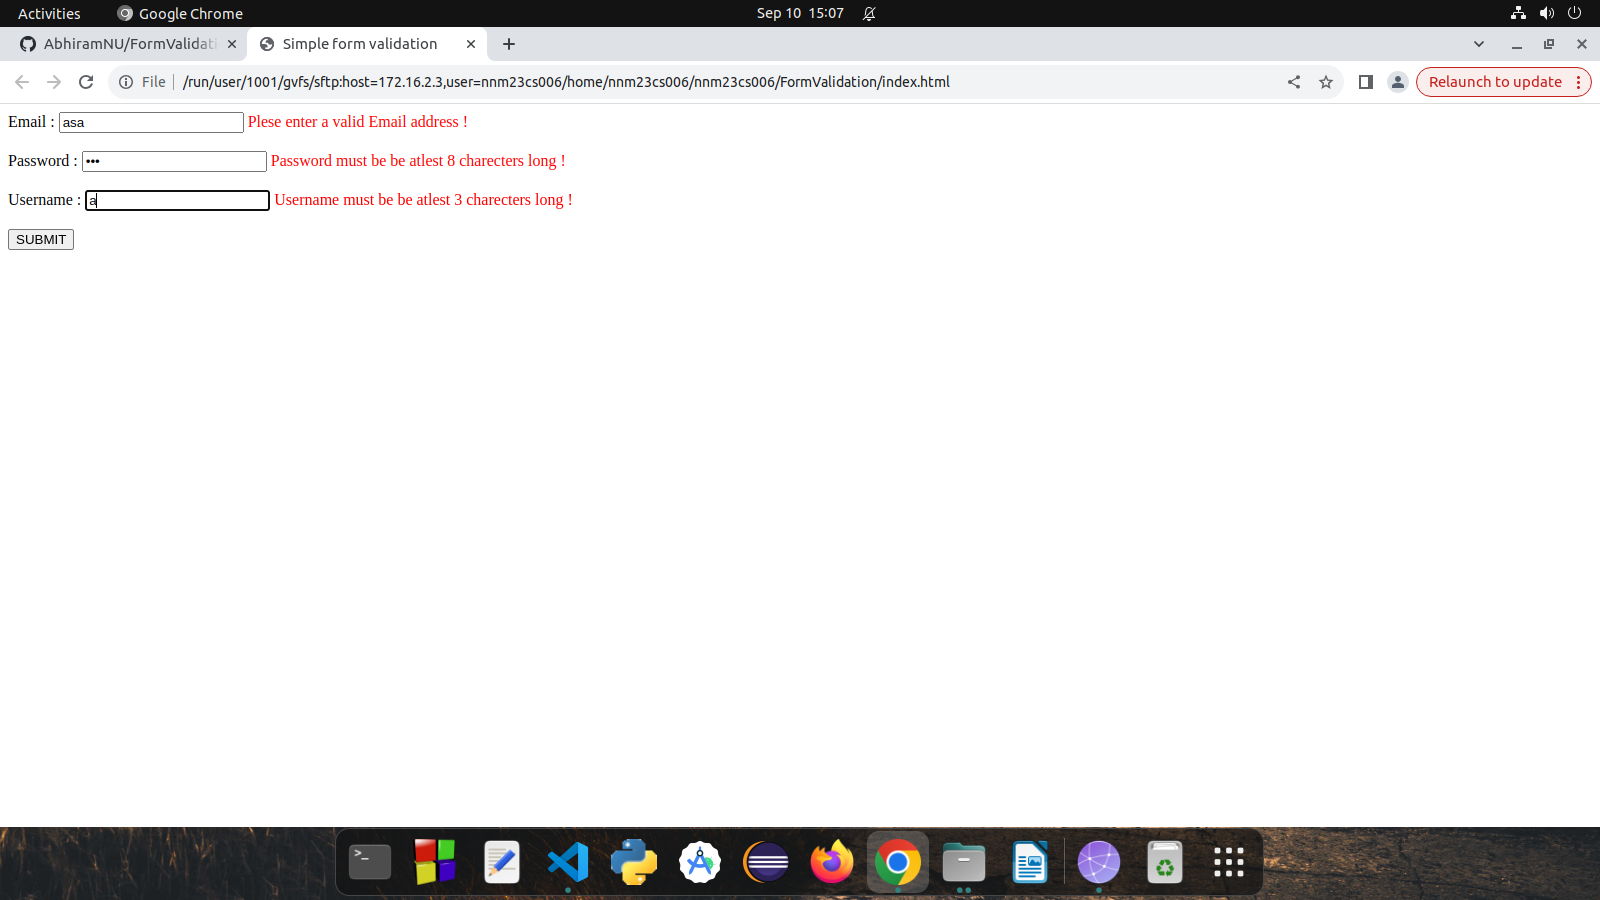 Activities Google Chrome Sep 10 15:07
AbhiramNU/FormValidati Simple form validation
File /run/user/1001/gvfs/sftp:host=172.16.2.3,user=nnm23cs006/home/nnm23cs006/nnm23cs006/FormValidation/index.html Relaunch to update
Email : asa Plese enter a valid Email address !
Password : ••• Password must be be atlest 8 charecters long !
Username : a Username must be be atlest 3 charecters long !
SUBMIT